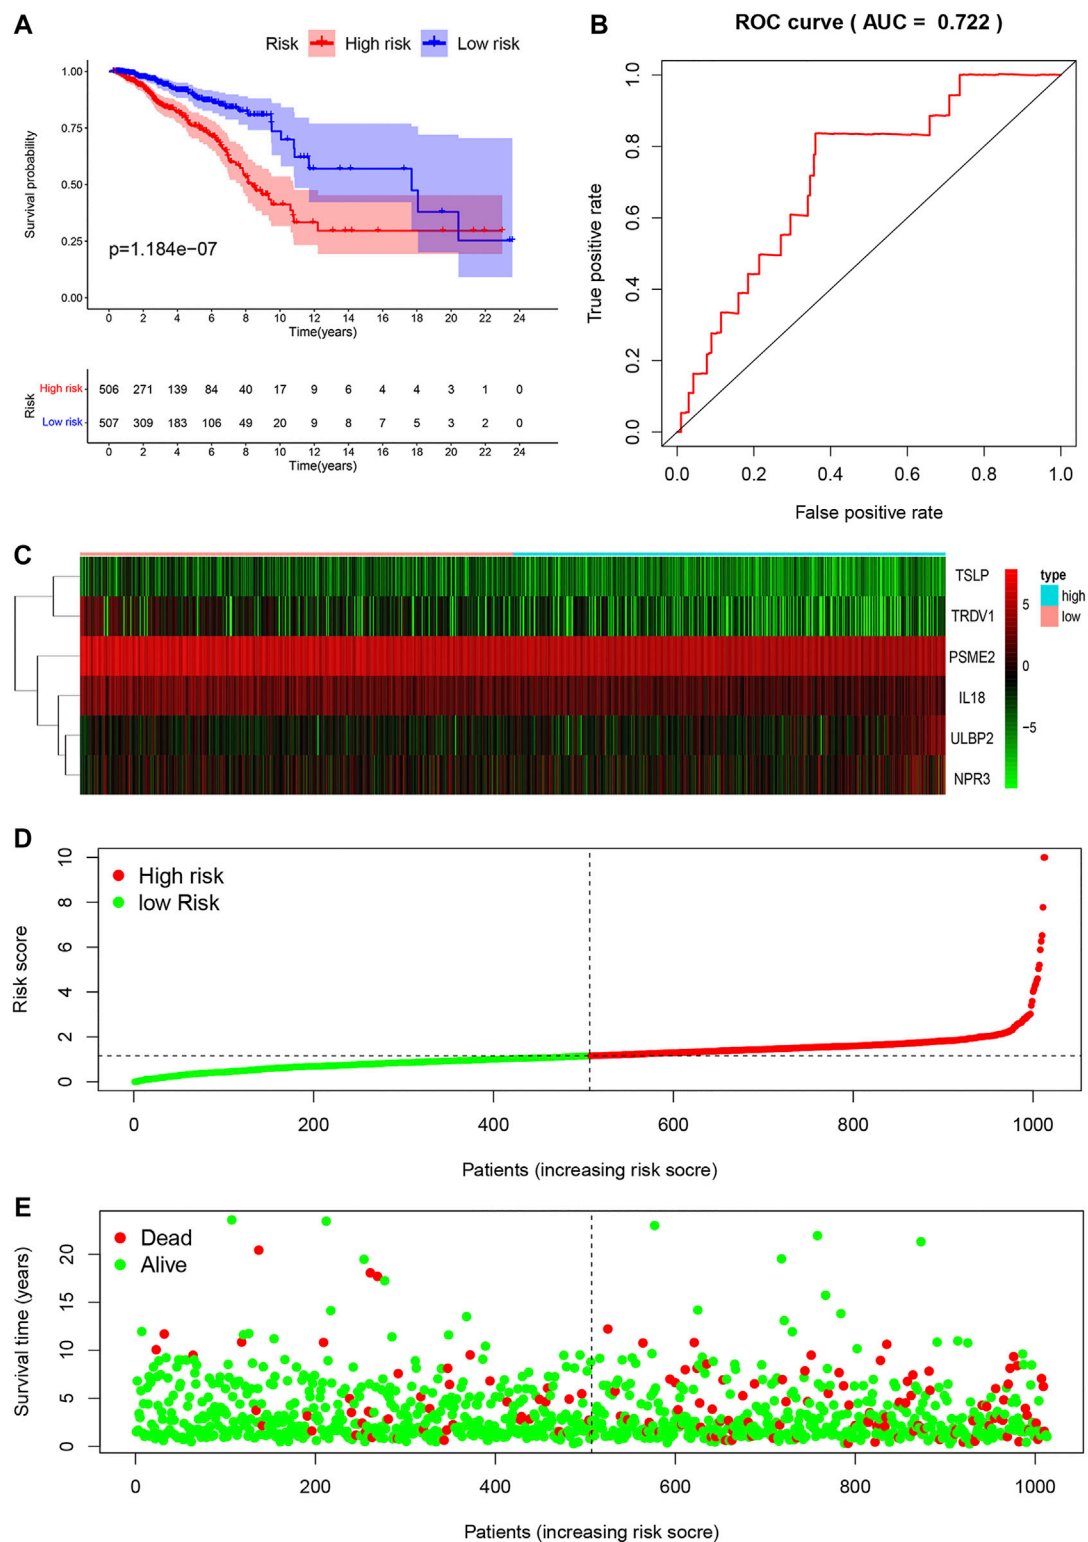 A
Risk High risk Low risk
1.00
0.75
0.50
0.25
0.00
Survival probability
p=1.184e−07
0 2 4 6 8 10 12 14 16 18 20 22 24
Time(years)
Risk
High risk 506 271 139 84 40 17 9 6 4 4 3 1 0
Low risk 507 309 183 106 49 20 9 8 7 5 3 2 0
0 2 4 6 8 10 12 14 16 18 20 22 24
Time(years)
B
ROC curve ( AUC = 0.722 )
True positive rate
1.0
0.8
0.6
0.4
0.2
0.0
0.0 0.2 0.4 0.6 0.8 1.0
False positive rate
C
TSLP
TRDV1
PSME2
IL18
ULBP2
NPR3
5
0
−5
type
high
low
D
Risk score
10
8
6
4
2
0
High risk
low Risk
0 200 400 600 800 1000
Patients (increasing risk socre)
E
Survival time (years)
20
15
10
5
0
Dead
Alive
0 200 400 600 800 1000
Patients (increasing risk socre)